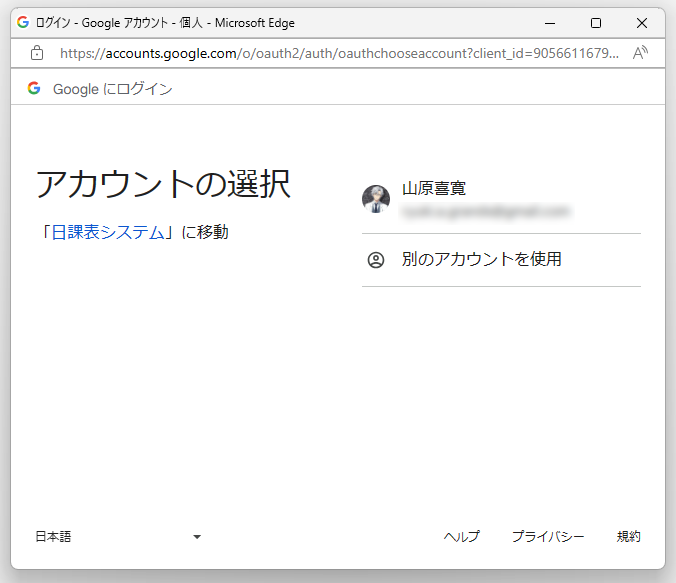 ログイン - Google アカウント - 個人 - Microsoft Edge
https://accounts.google.com/o/oauth2/auth/oauthchooseaccount?client_id=9056611679...
Google にログイン
アカウントの選択
「日課表システム」に移動
山原喜寛
別のアカウントを使用
日本語
ヘルプ プライバシー 規約